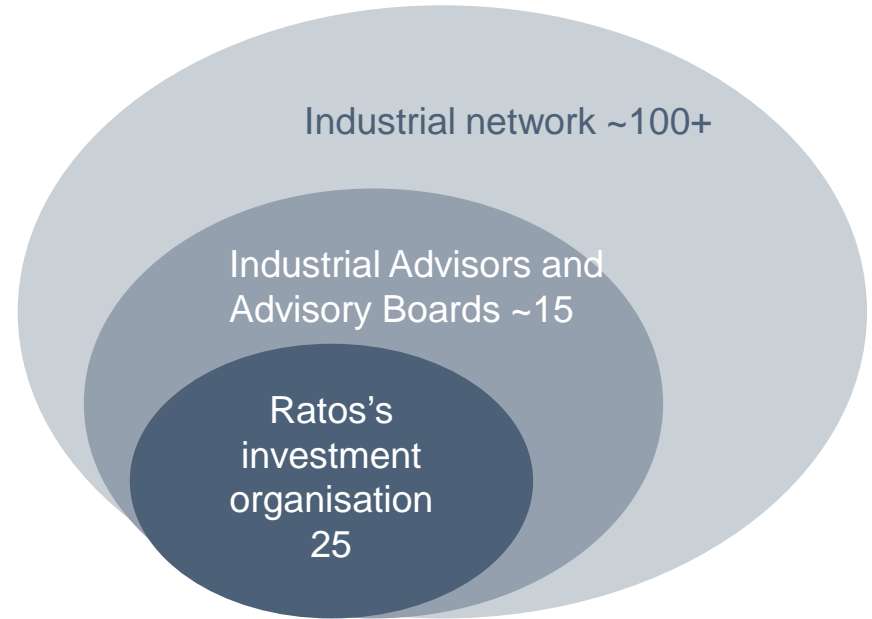 Industrial network ~100+
Industrial Advisors and
Advisory Boards ~15
Ratos’s
investment
organisation
25